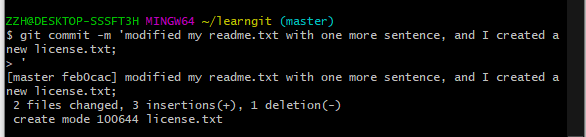 ZZH@DESKTOP-SSSFT3H MINGW64 ~/learngit (master)
$ git commit -m 'modified my readme.txt with one more sentence, and I created a
new license.txt;
> '
[master feb0cac] modified my readme.txt with one more sentence, and I created a
new license.txt;
 2 files changed, 3 insertions(+), 1 deletion(-)
 create mode 100644 license.txt